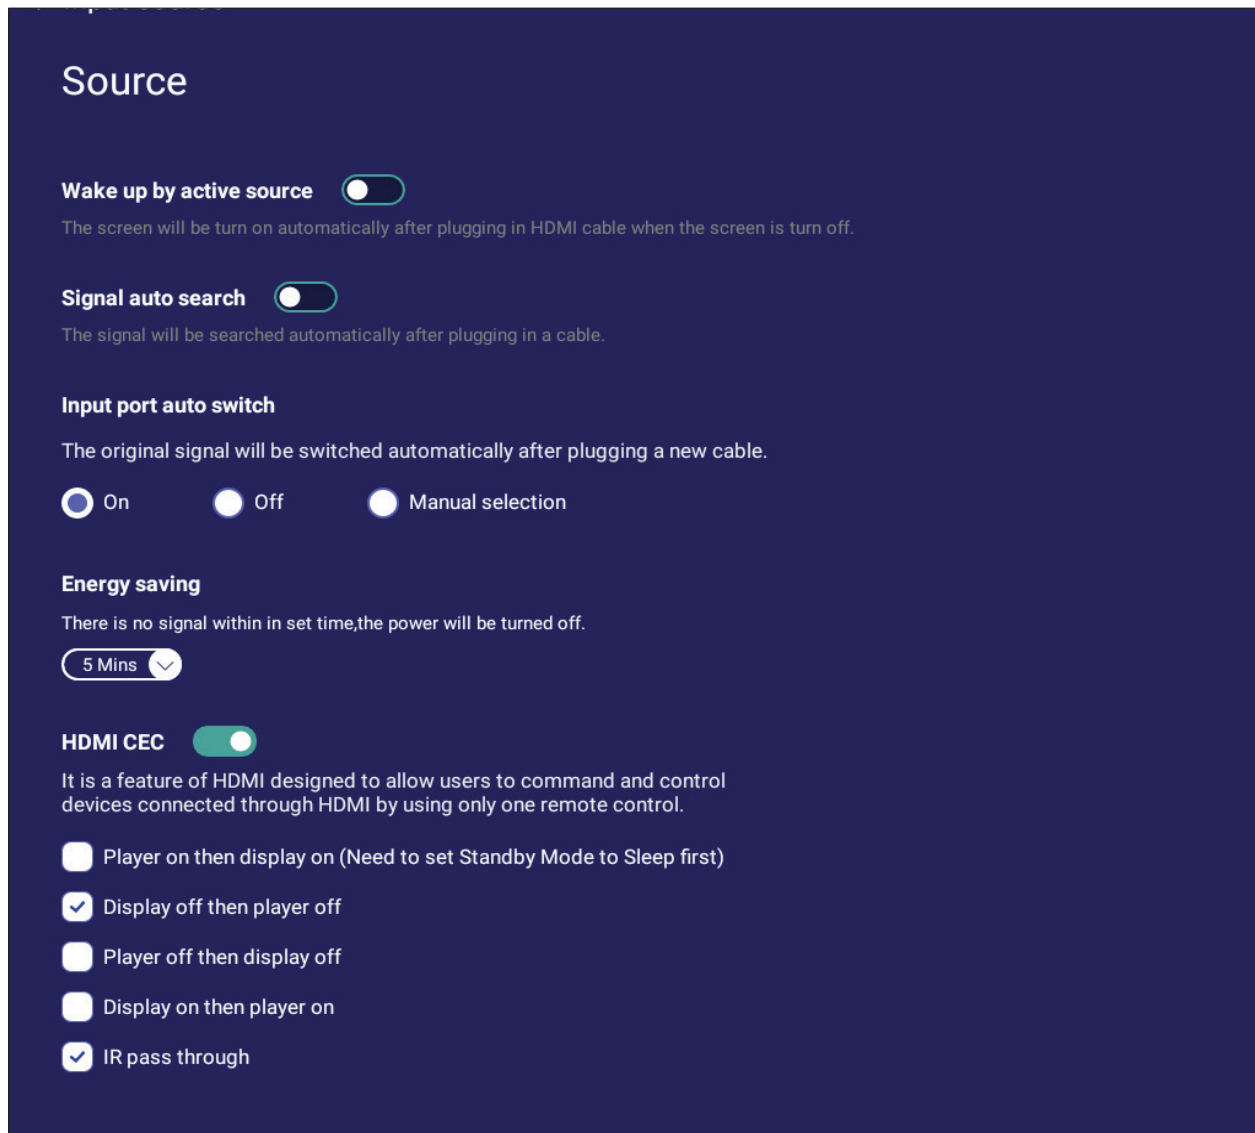 Source
Wake up by active source
The screen will be turn on automatically after plugging in HDMI cable when the screen is turn off.
Signal auto search
The signal will be searched automatically after plugging in a cable.
Input port auto switch
The original signal will be switched automatically after plugging a new cable.
On Off Manual selection
Energy saving
There is no signal within in set time,the power will be turned off.
5 Mins
HDMI CEC
It is a feature of HDMI designed to allow users to command and control
devices connected through HDMI by using only one remote control.
Player on then display on (Need to set Standby Mode to Sleep first)
Display off then player off
Player off then display off
Display on then player on
IR pass through